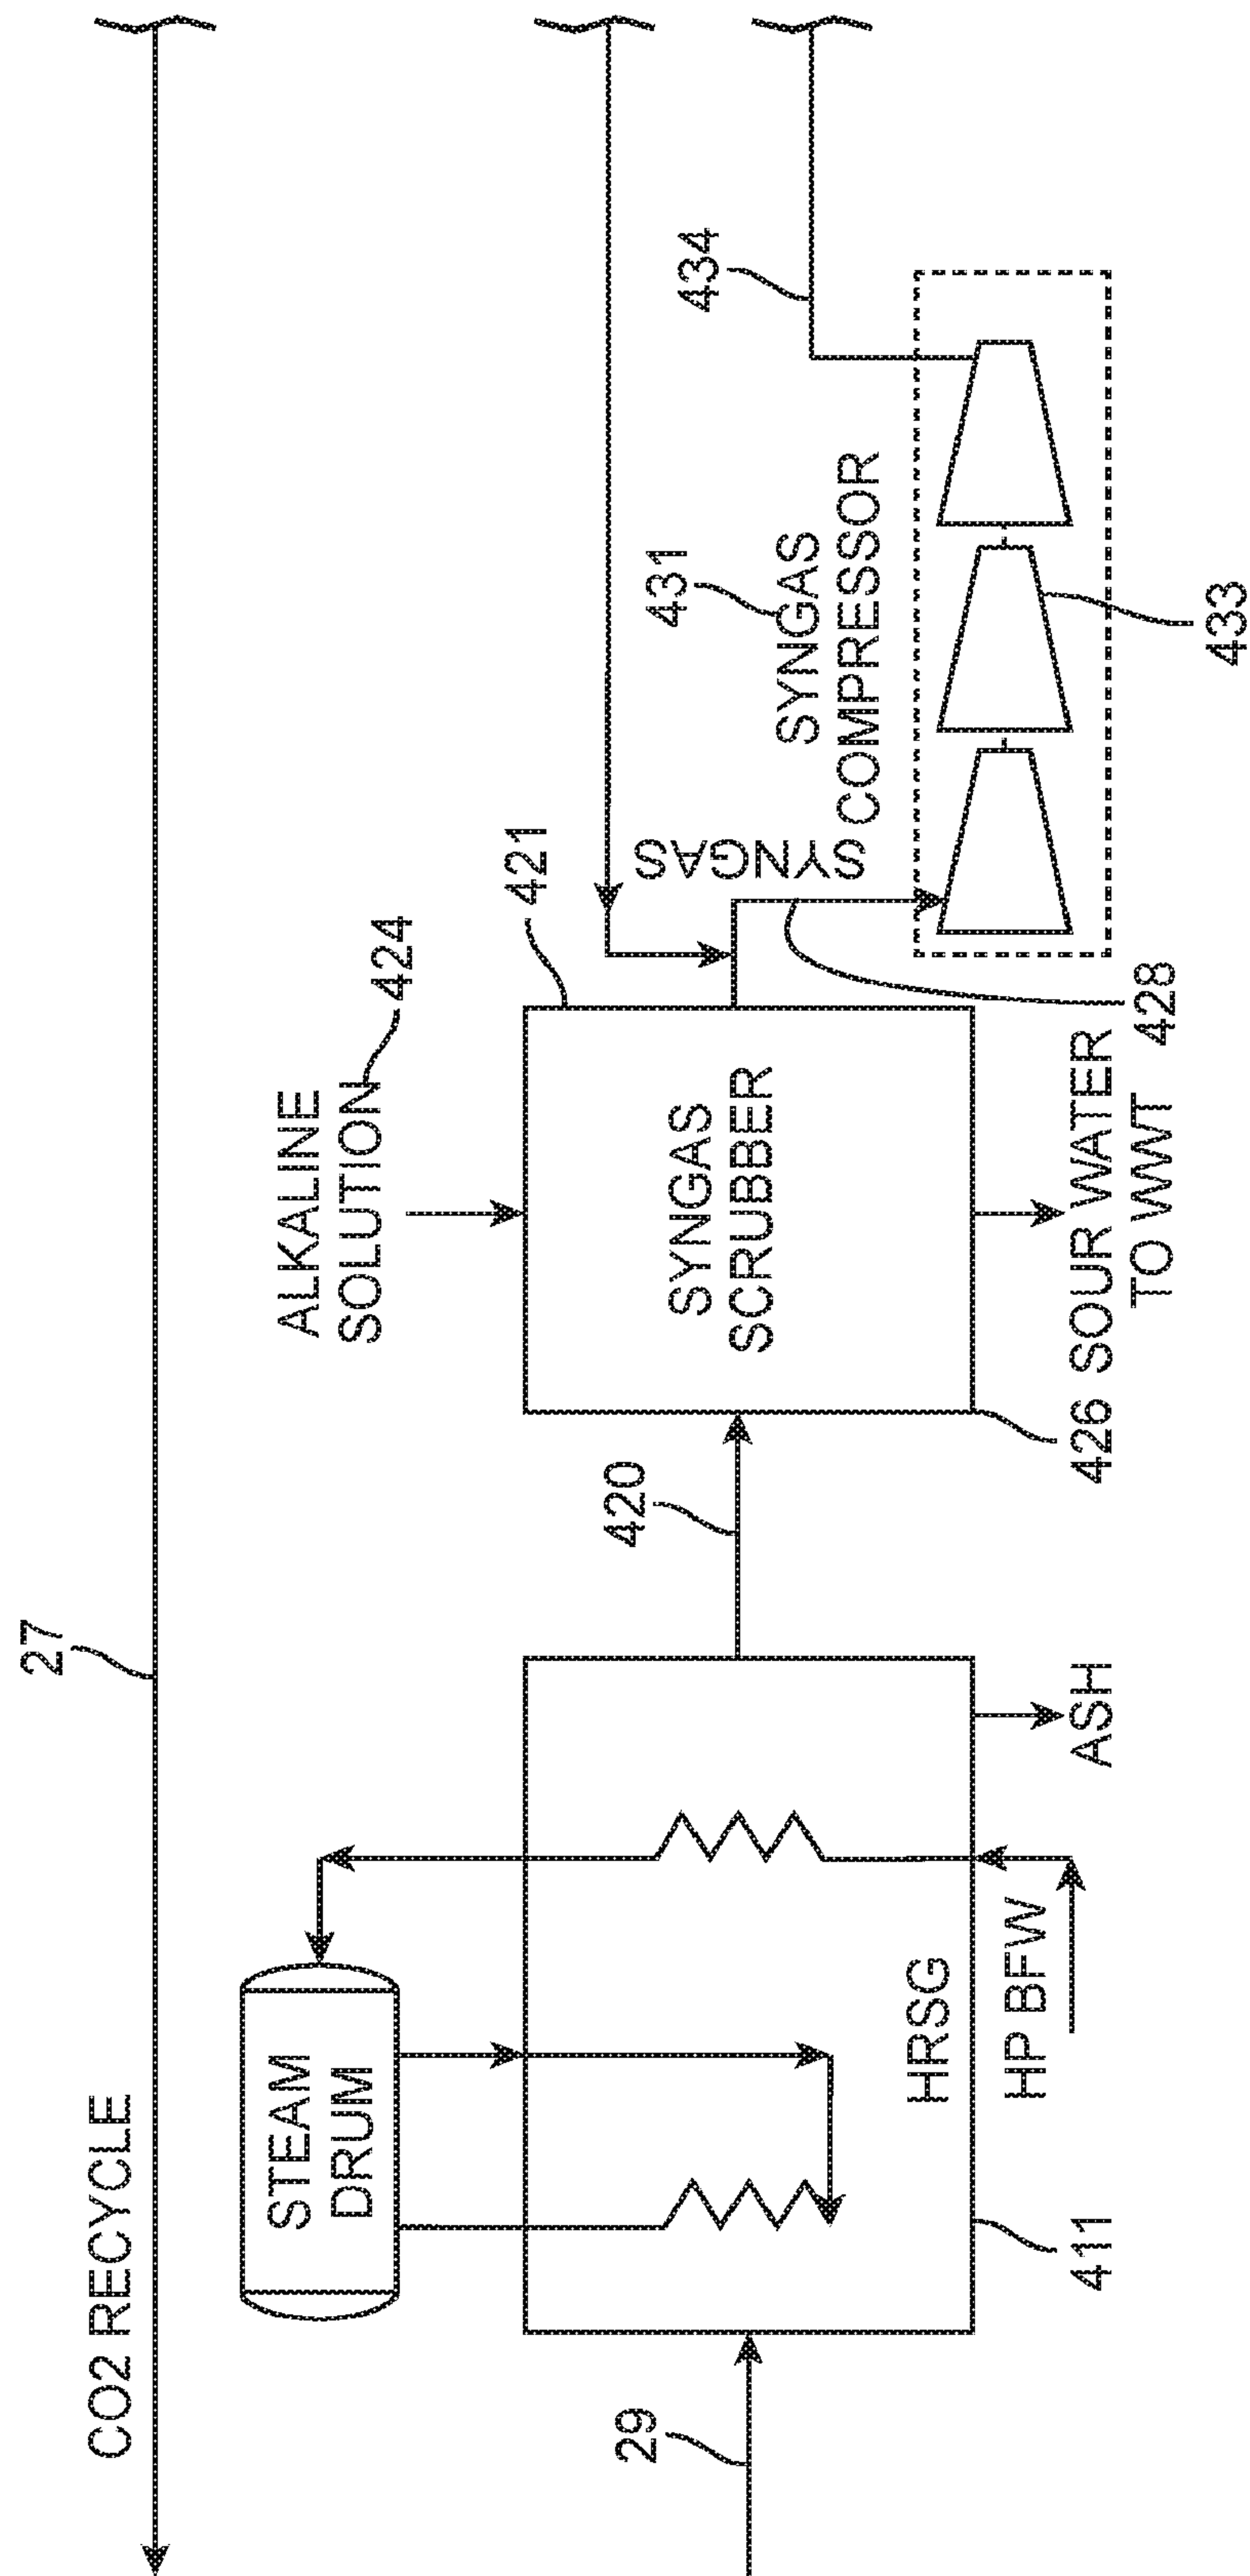 CO2 RECYCLE
27
STEAM
DRUM
ALKALINE
SOLUTION
424
29
HRSG
HP BFW
411
ASH
420
SYNGAS
SCRUBBER
421
426
SOUR WATER
TO WWT
428
SYNGAS
431
SYNGAS
COMPRESSOR
434
433